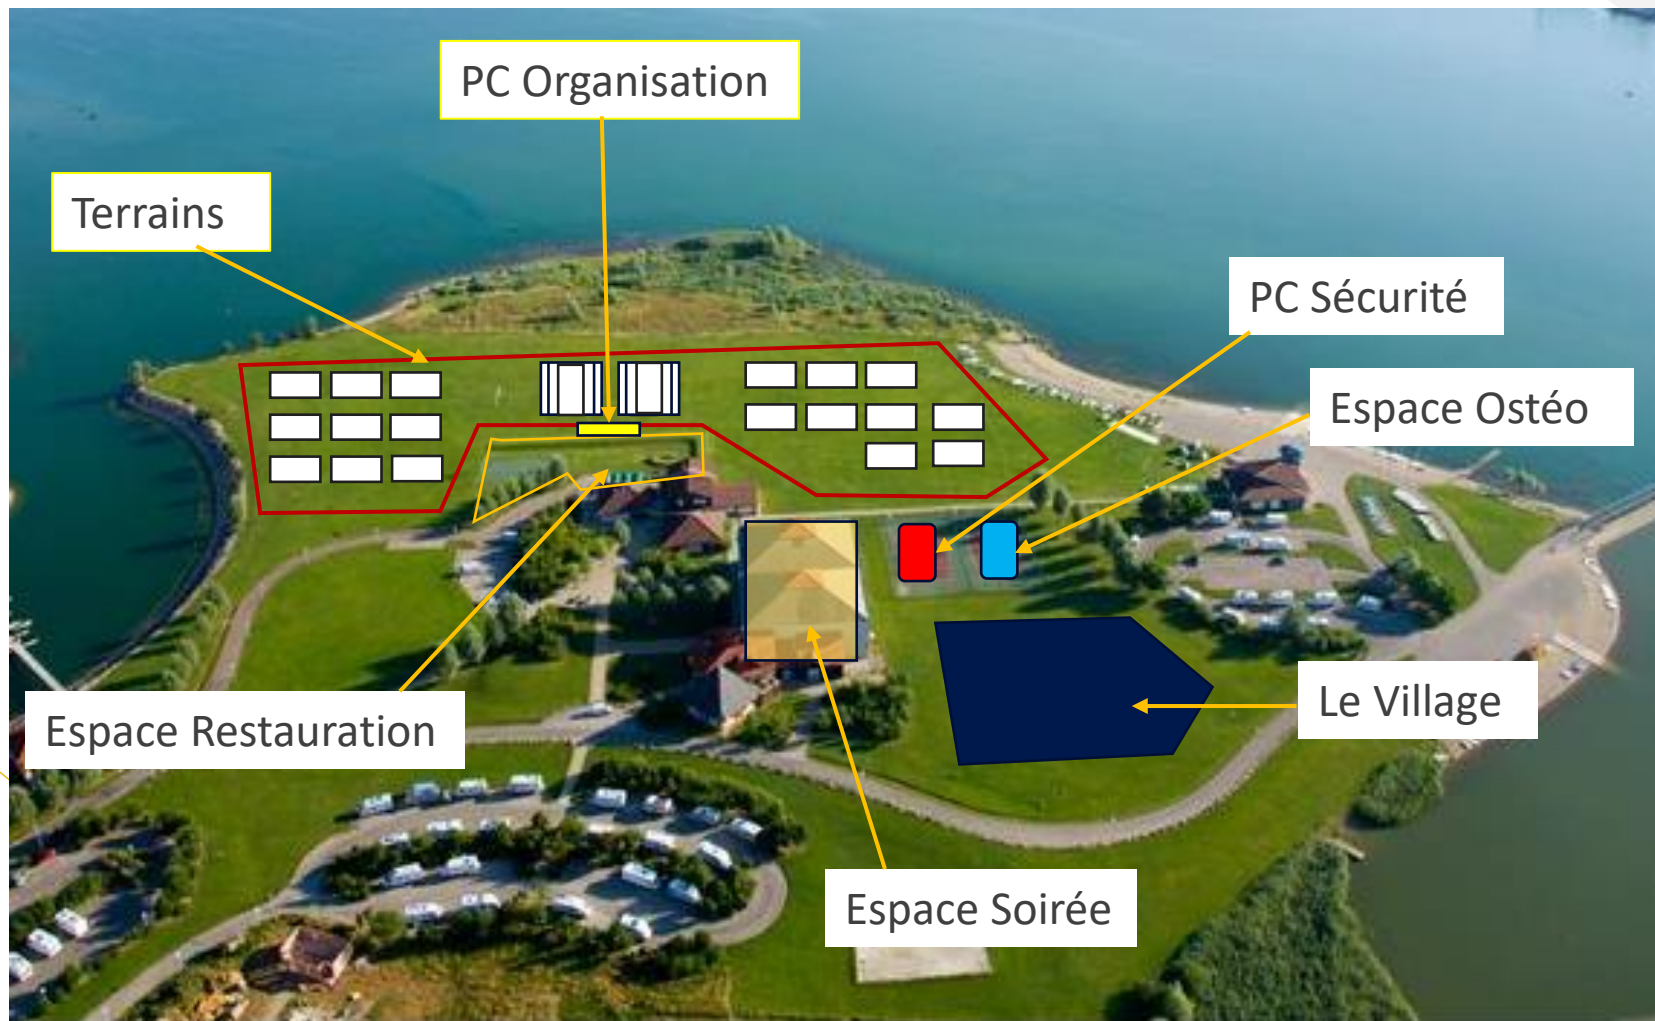 PC Organisation
Terrains
PC Sécurité
Espace Ostéo
Le Village
Espace Restauration
Espace Soirée